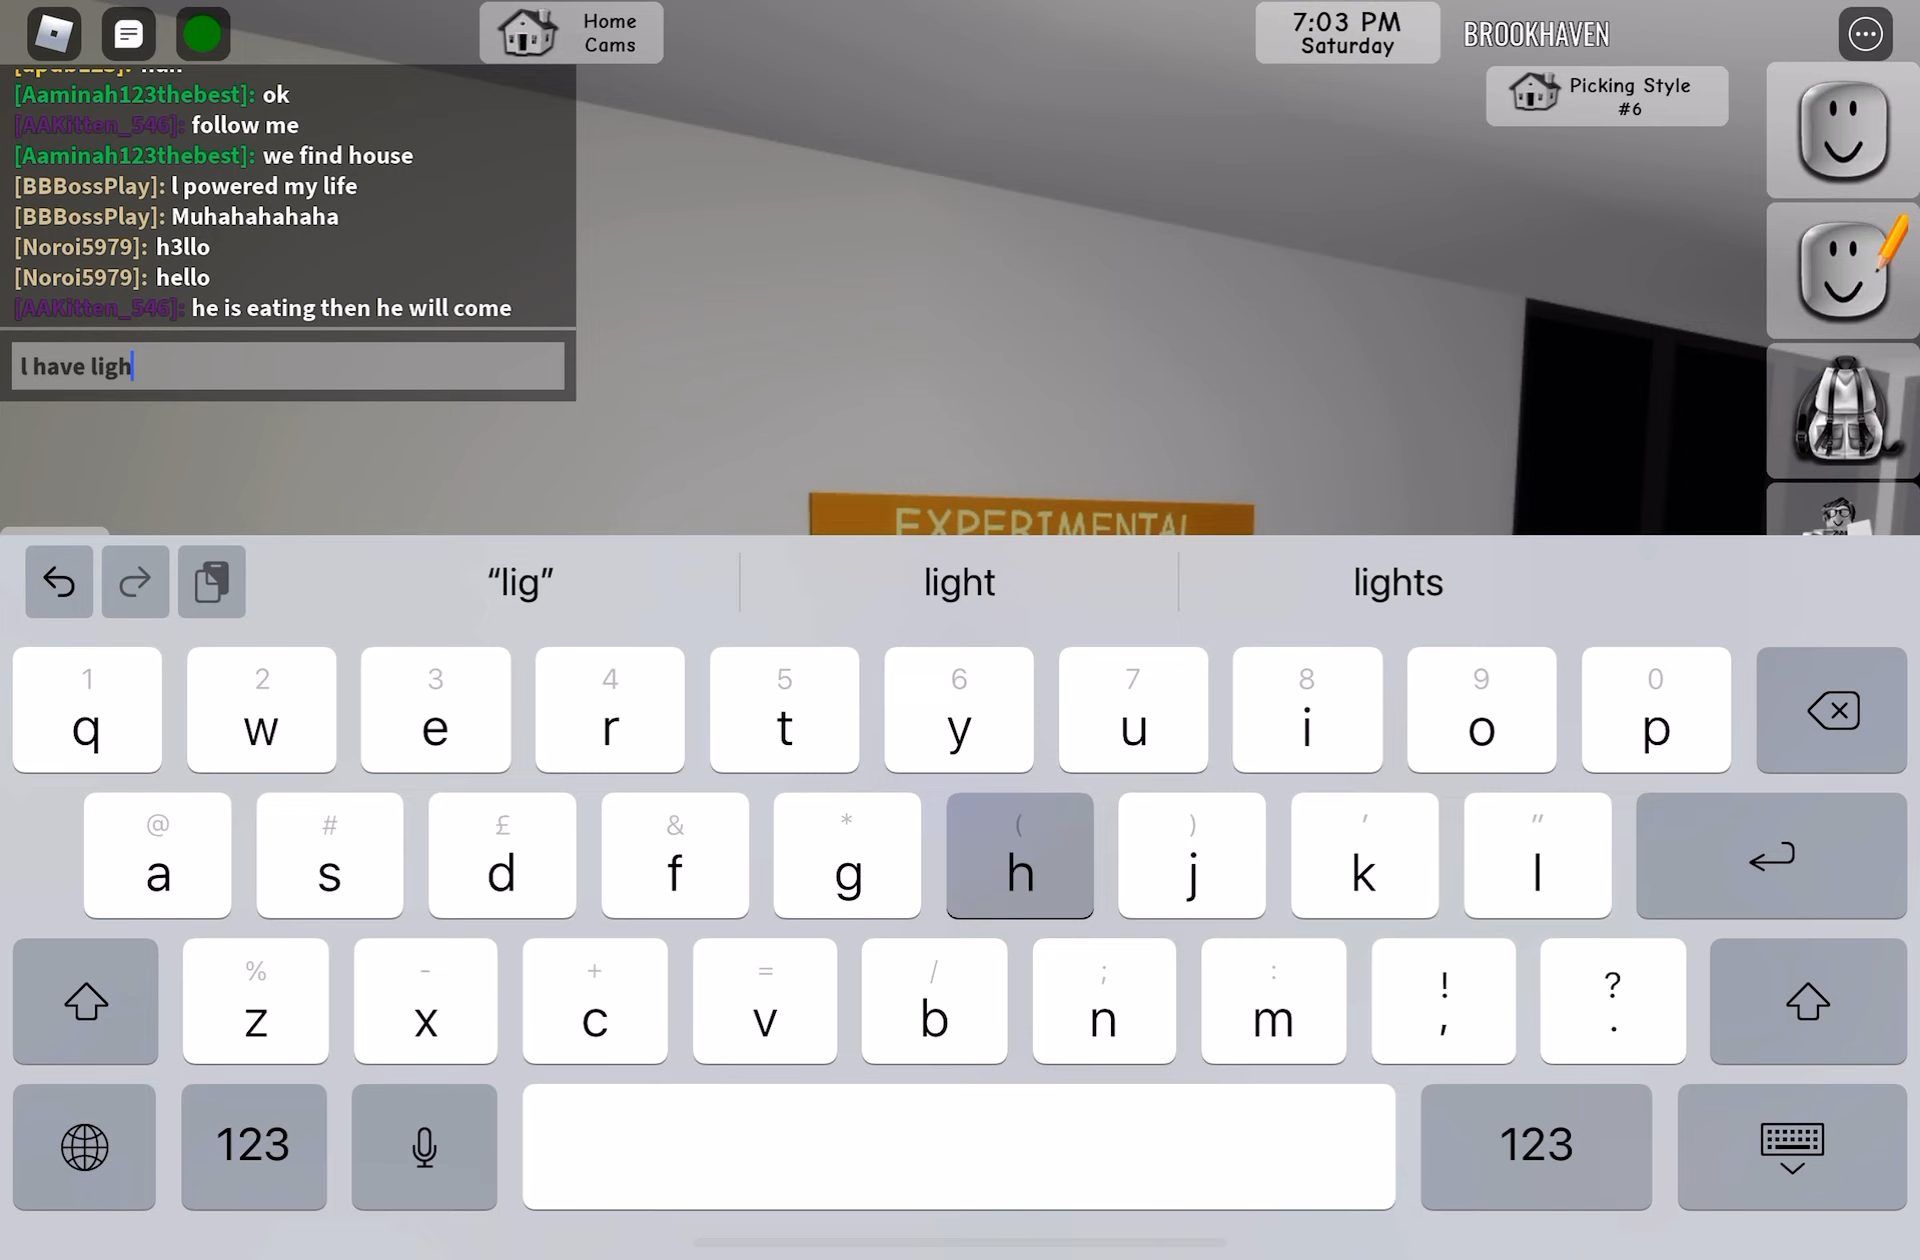 Home
Cams
7:03 PM
Saturday
BROOKHAVEN
Picking Style
#6
[Aaminah123thebest]: ok
[AAKitten_546]: follow me
[Aaminah123thebest]: we find house
[BBBossPlay]: l powered my life
[BBBossPlay]: Muhahahahaha
[Noroi5979]: h3llo
[Noroi5979]: hello
[AAKitten_546]: he is eating then he will come
l have ligh
EXPERIMENTAL
“lig” light lights
1 2 3 4 5 6 7 8 9 0
q w e r t y u i o p
@ # £ & * ( ) ' "
a s d f g h j k l
% - + = / ; : ! ?
z x c v b n m , .
123 123